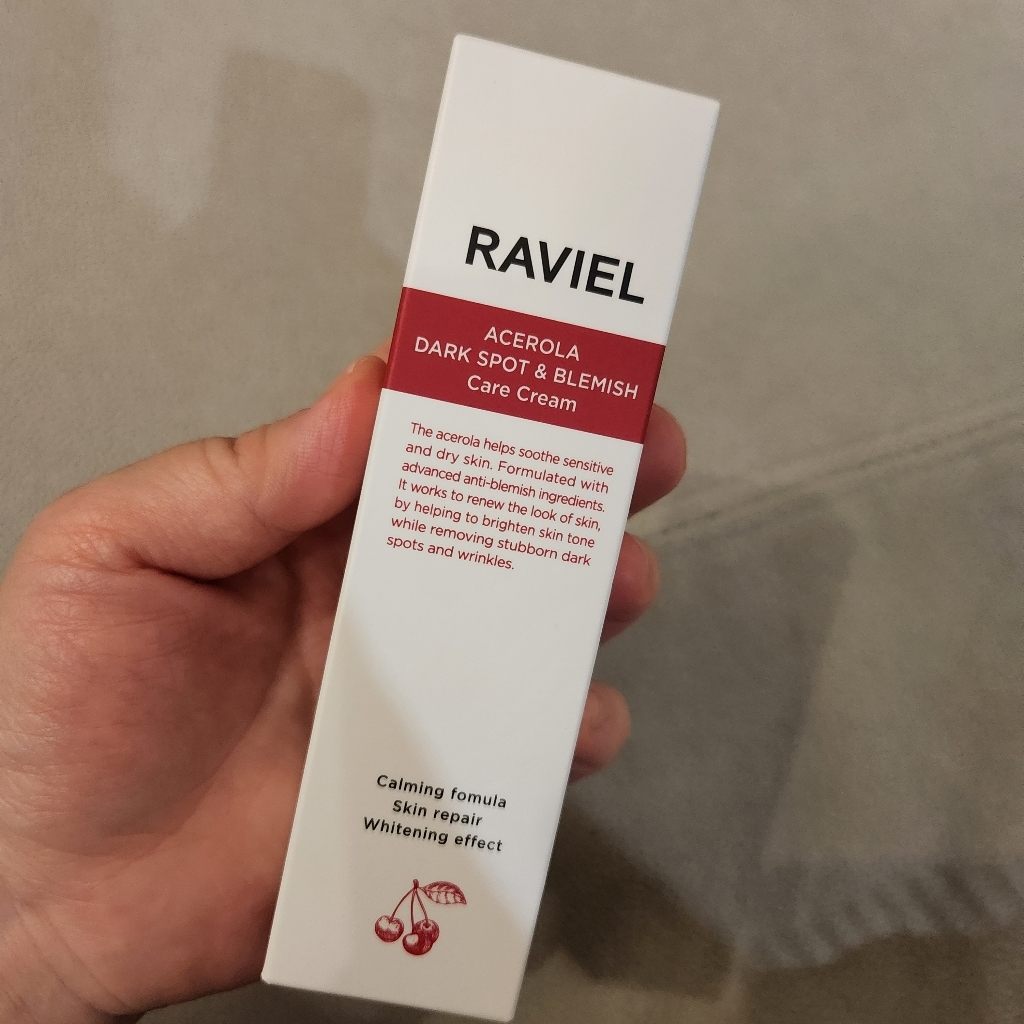 RAVIEL
ACEROLA
DARK SPOT & BLEMISH
Care Cream
The acerola helps soothe sensitive
and dry skin. Formulated with
advanced anti-blemish ingredients.
It works to renew the look of skin,
by helping to brighten skin tone
while removing stubborn dark
spots and wrinkles.
Calming fomula
Skin repair
Whitening effect